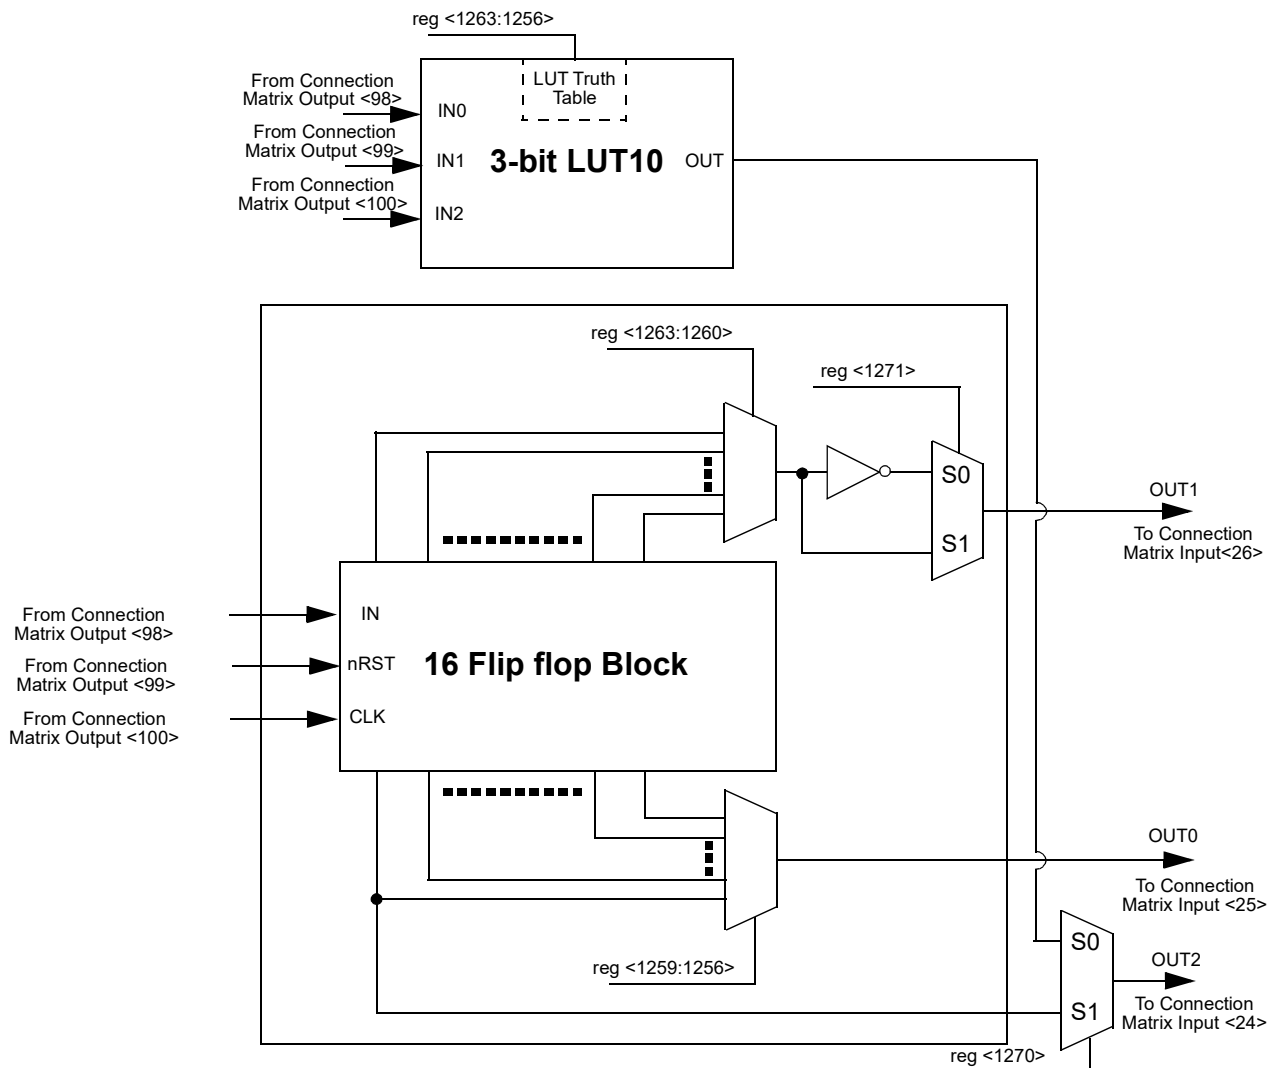 reg <1263:1256>
LUT Truth
Table
From Connection
Matrix Output <98>
IN0
From Connection
Matrix Output <99>
IN1
3-bit LUT10
OUT
From Connection
Matrix Output <100>
IN2
reg <1263:1260>
reg <1271>
S0
S1
OUT1
To Connection
Matrix Input<26>
From Connection
Matrix Output <98>
IN
From Connection
Matrix Output <99>
nRST
16 Flip flop Block
From Connection
Matrix Output <100>
CLK
OUT0
To Connection
Matrix Input <25>
reg <1259:1256>
S0
S1
OUT2
To Connection
Matrix Input <24>
reg <1270>